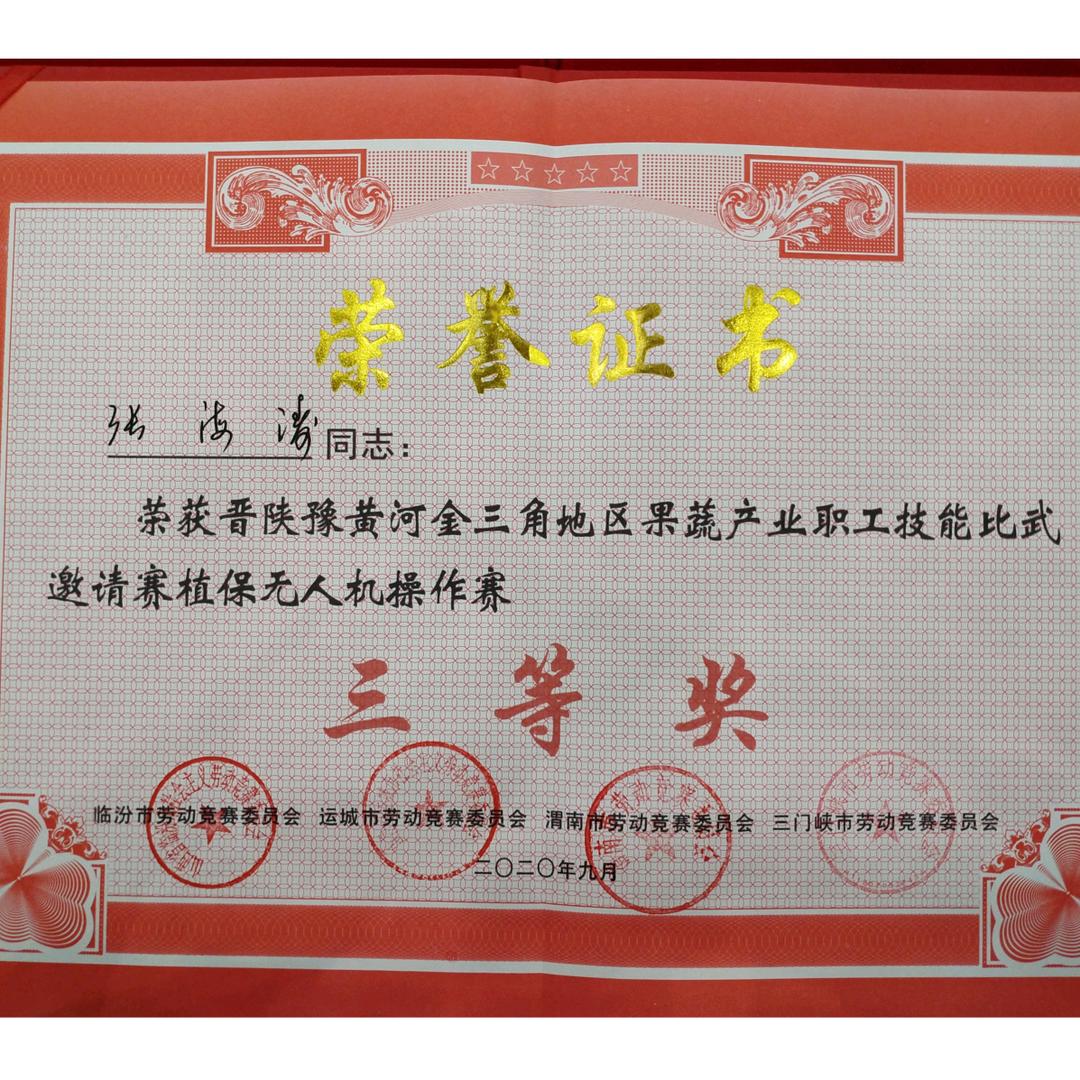 荣誉证书
张海涛同志：
荣获晋陕豫黄河金三角地区果蔬产业职工技能比武
邀请赛植保无人机操作赛
三等奖
临汾市劳动竞赛委员会 运城市劳动竞赛委员会 渭南市劳动竞赛委员会 三门峡市劳动竞赛委员会
二〇二〇年九月